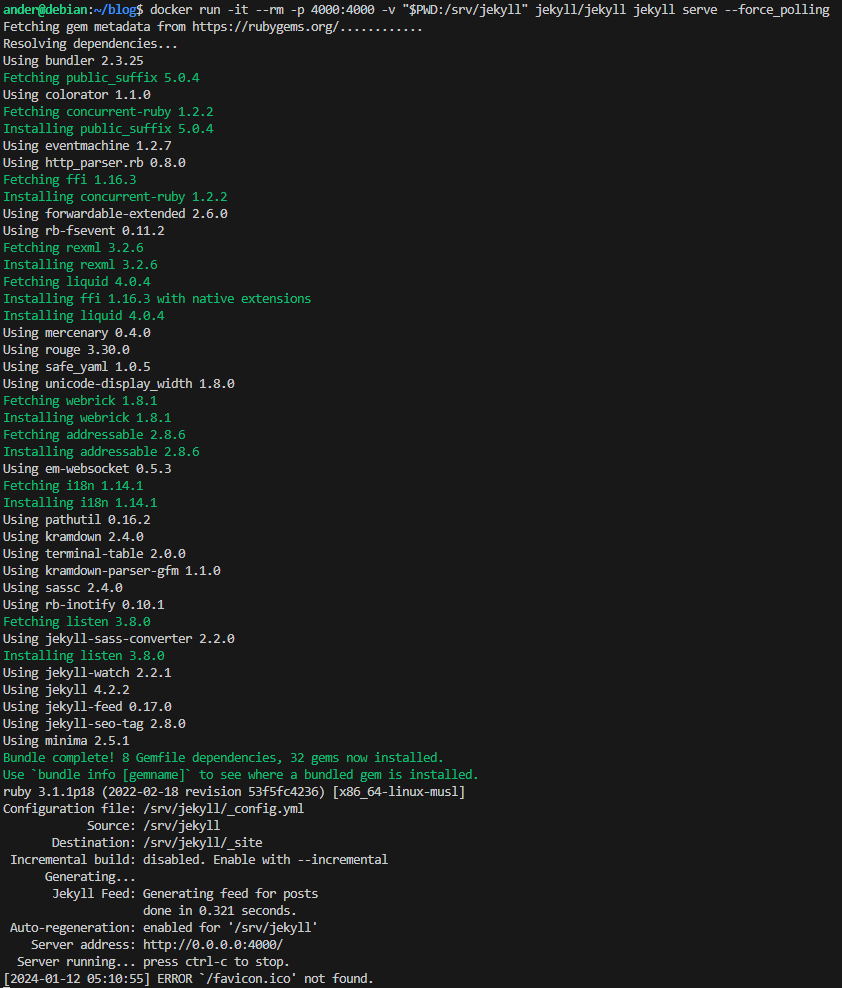 ander@debian:~/blog$ docker run -it --rm -p 4000:4000 -v "$PWD:/srv/jekyll" jekyll/jekyll jekyll serve --force_polling
Fetching gem metadata from https://rubygems.org/............
Resolving dependencies...
Using bundler 2.3.25
Fetching public_suffix 5.0.4
Using colorator 1.1.0
Fetching concurrent-ruby 1.2.2
Installing public_suffix 5.0.4
Using eventmachine 1.2.7
Using http_parser.rb 0.8.0
Fetching ffi 1.16.3
Installing concurrent-ruby 1.2.2
Using forwardable-extended 2.6.0
Using rb-fsevent 0.11.2
Fetching rexml 3.2.6
Installing rexml 3.2.6
Fetching liquid 4.0.4
Installing ffi 1.16.3 with native extensions
Installing liquid 4.0.4
Using mercenary 0.4.0
Using rouge 3.30.0
Using safe_yaml 1.0.5
Using unicode-display_width 1.8.0
Fetching webrick 1.8.1
Installing webrick 1.8.1
Fetching addressable 2.8.6
Installing addressable 2.8.6
Using em-websocket 0.5.3
Fetching i18n 1.14.1
Installing i18n 1.14.1
Using pathutil 0.16.2
Using kramdown 2.4.0
Using terminal-table 2.0.0
Using kramdown-parser-gfm 1.1.0
Using sassc 2.4.0
Using rb-inotify 0.10.1
Fetching listen 3.8.0
Using jekyll-sass-converter 2.2.0
Installing listen 3.8.0
Using jekyll-watch 2.2.1
Using jekyll 4.2.2
Using jekyll-feed 0.17.0
Using jekyll-seo-tag 2.8.0
Using minima 2.5.1
Bundle complete! 8 Gemfile dependencies, 32 gems now installed.
Use `bundle info [gemname]` to see where a bundled gem is installed.
ruby 3.1.1p18 (2022-02-18 revision 53f5fc4236) [x86_64-linux-musl]
Configuration file: /srv/jekyll/_config.yml
Source: /srv/jekyll
Destination: /srv/jekyll/_site
Incremental build: disabled. Enable with --incremental
Generating...
Jekyll Feed: Generating feed for posts
done in 0.321 seconds.
Auto-regeneration: enabled for '/srv/jekyll'
Server address: http://0.0.0.0:4000/
Server running... press ctrl-c to stop.
[2024-01-12 05:10:55] ERROR `/favicon.ico' not found.